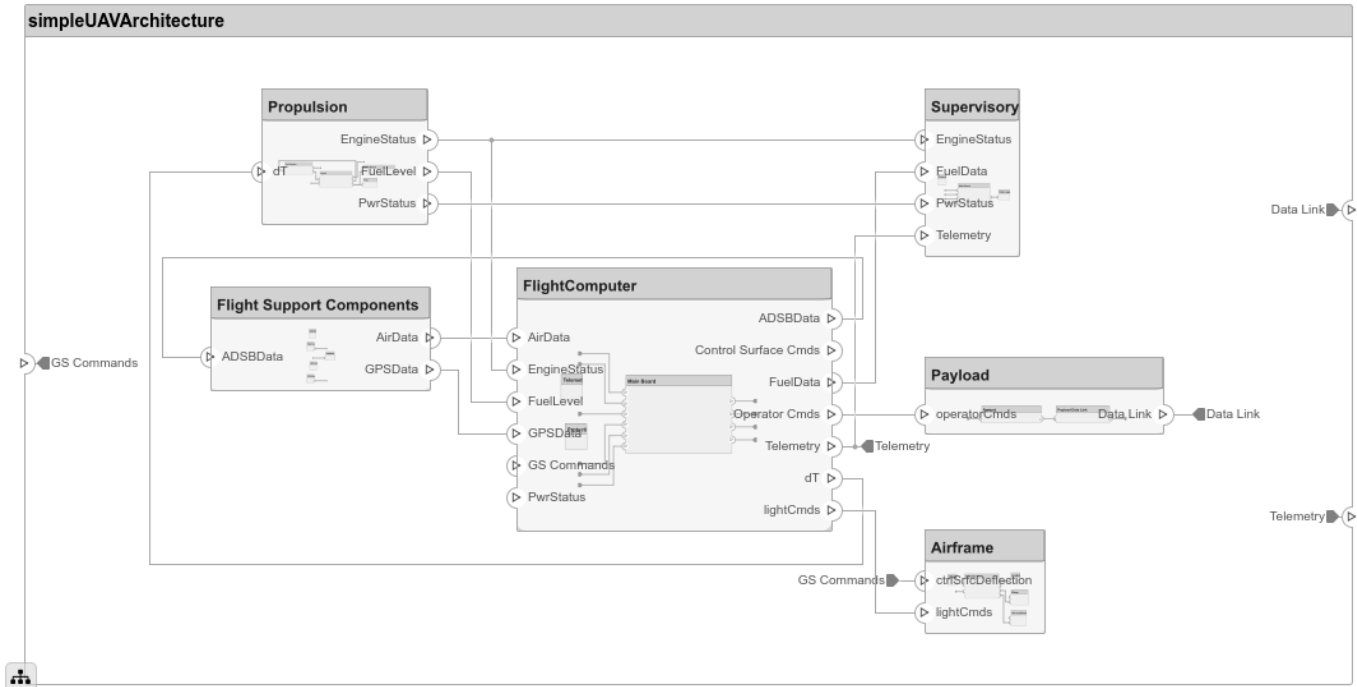 simpleUAVArchitecture
Propulsion
EngineStatus
dT
FuelLevel
PwrStatus
Supervisory
EngineStatus
FuelData
PwrStatus
Telemetry
Data Link
Flight Support Components
AirData
ADSBData
GPSData
GS Commands
FlightComputer
ADSBData
AirData
Control Surface Cmds
EngineStatus
FuelData
Main Board
FuelLevel
Operator Cmds
GPSData
Telemetry
GS Commands
dT
PwrStatus
lightCmds
Telemetry
Payload
operatorCmds
Data Link
Data Link
Telemetry
Airframe
GS Commands
ctrlSrfcDeflection
lightCmds